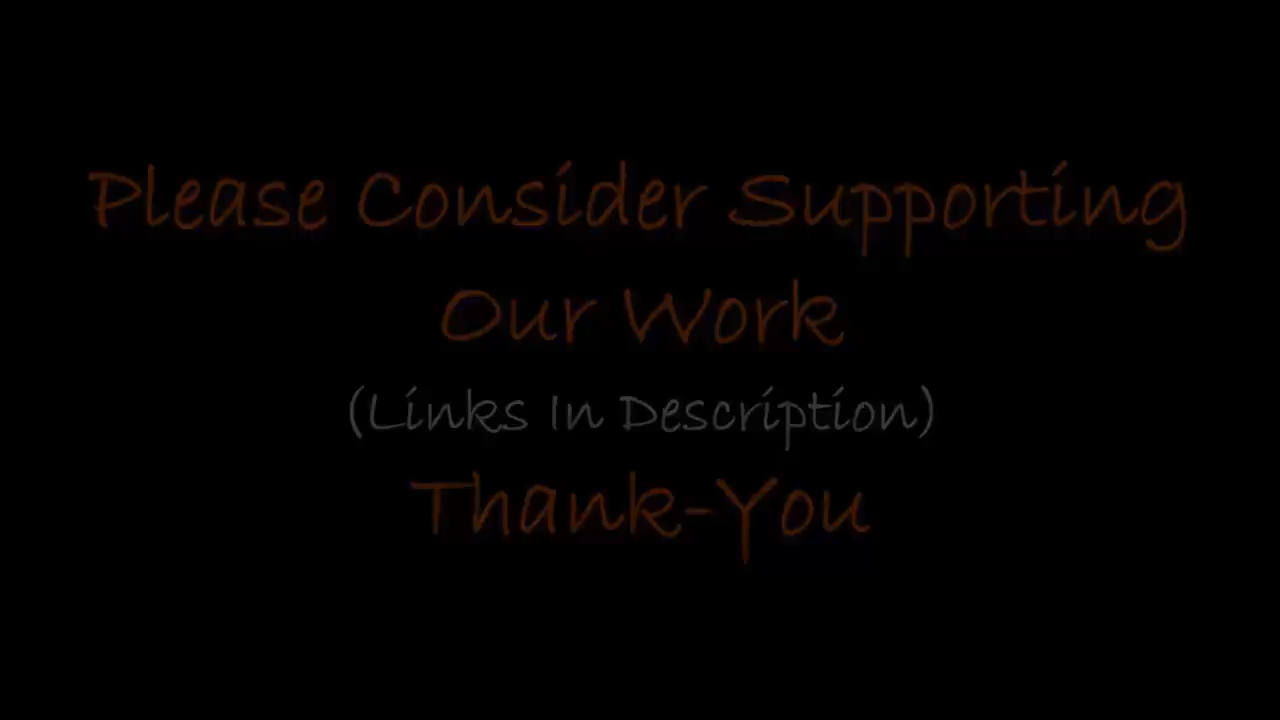 Please Consider Supporting
Our Work
(Links In Description)
Thank-You